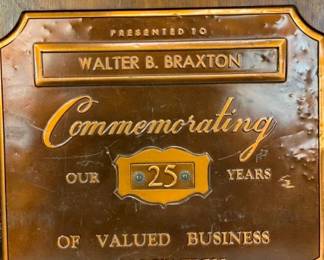 PRESENTED TO
WALTER B. BRAXTON
Commemorating
OUR 25 YEARS
OF VALUED BUSINESS